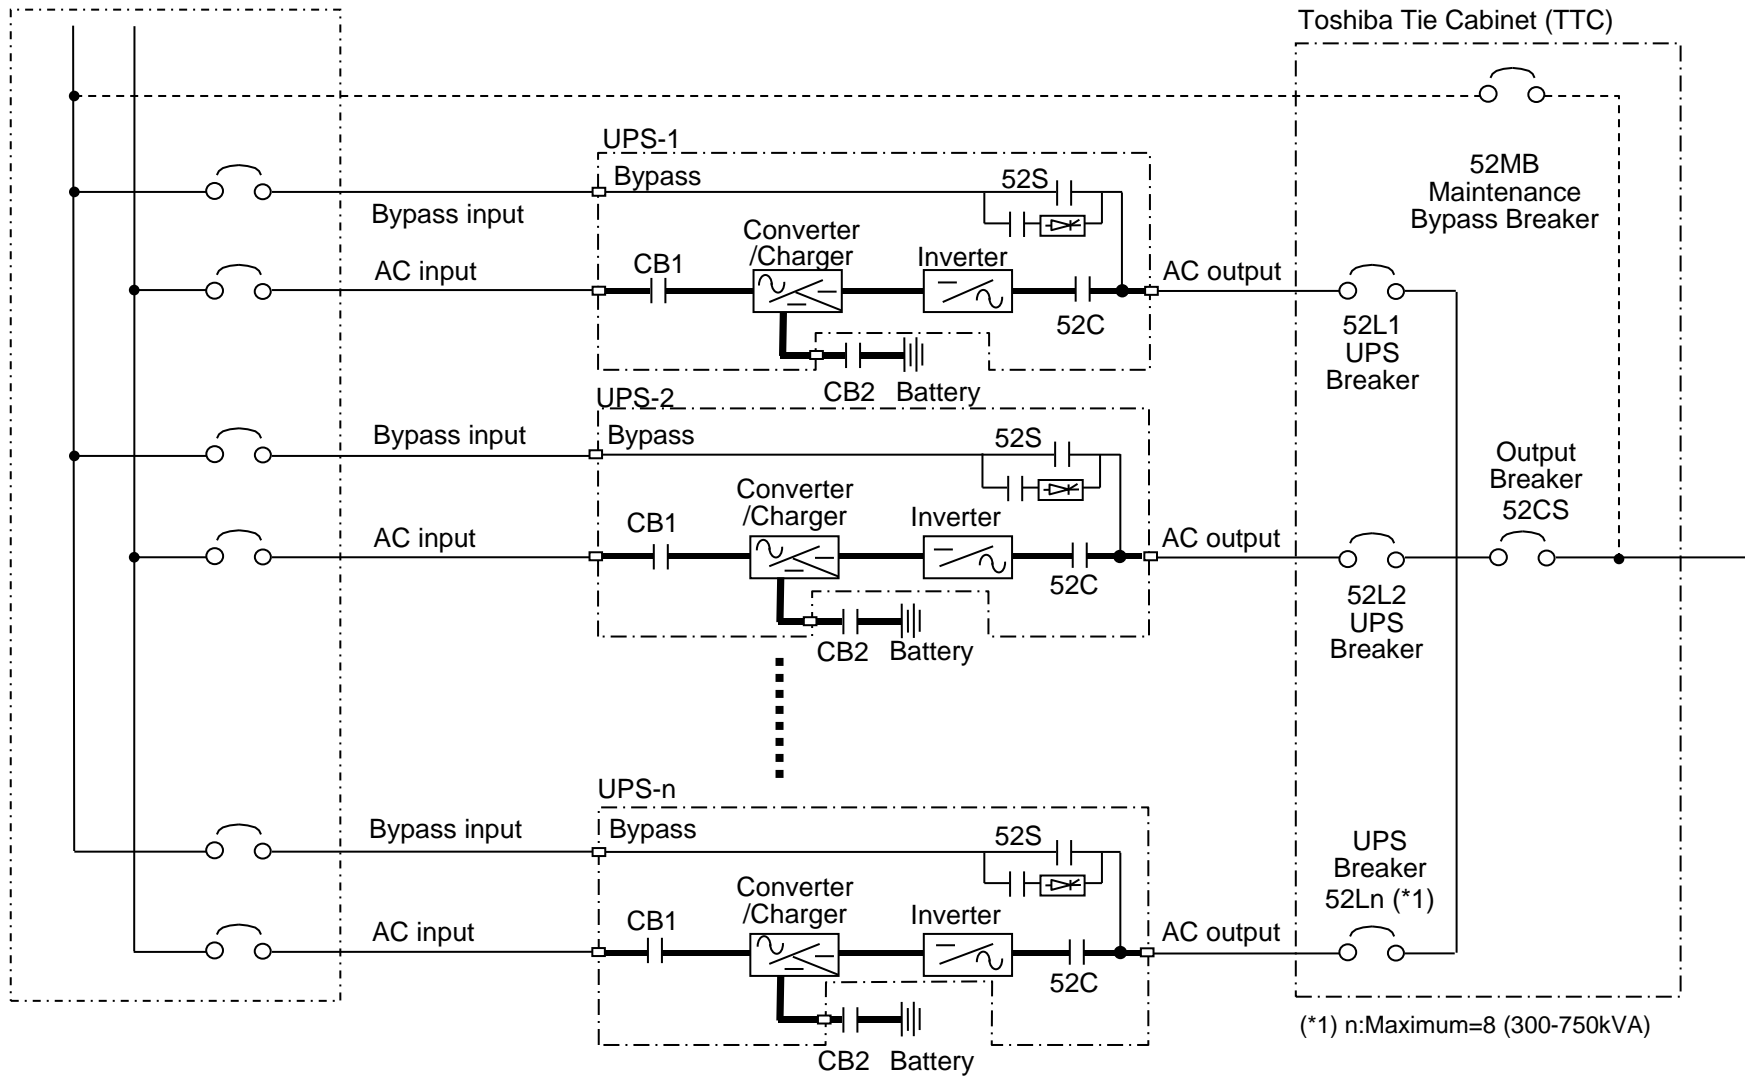 Toshiba Tie Cabinet (TTC)
52MB
Maintenance
Bypass Breaker
UPS-1
Bypass
52S
Bypass input
Converter
/Charger
Inverter
CB1
AC input
AC output
52C
52L1
UPS
Breaker
CB2
Battery
UPS-2
Bypass input
Bypass
52S
Output
Breaker
52CS
Converter
/Charger
Inverter
CB1
AC input
AC output
52C
52L2
UPS
Breaker
CB2
Battery
UPS-n
Bypass input
Bypass
52S
UPS
Breaker
52Ln (*1)
Converter
/Charger
Inverter
CB1
AC input
AC output
52C
(*1) n:Maximum=8 (300-750kVA)
CB2
Battery